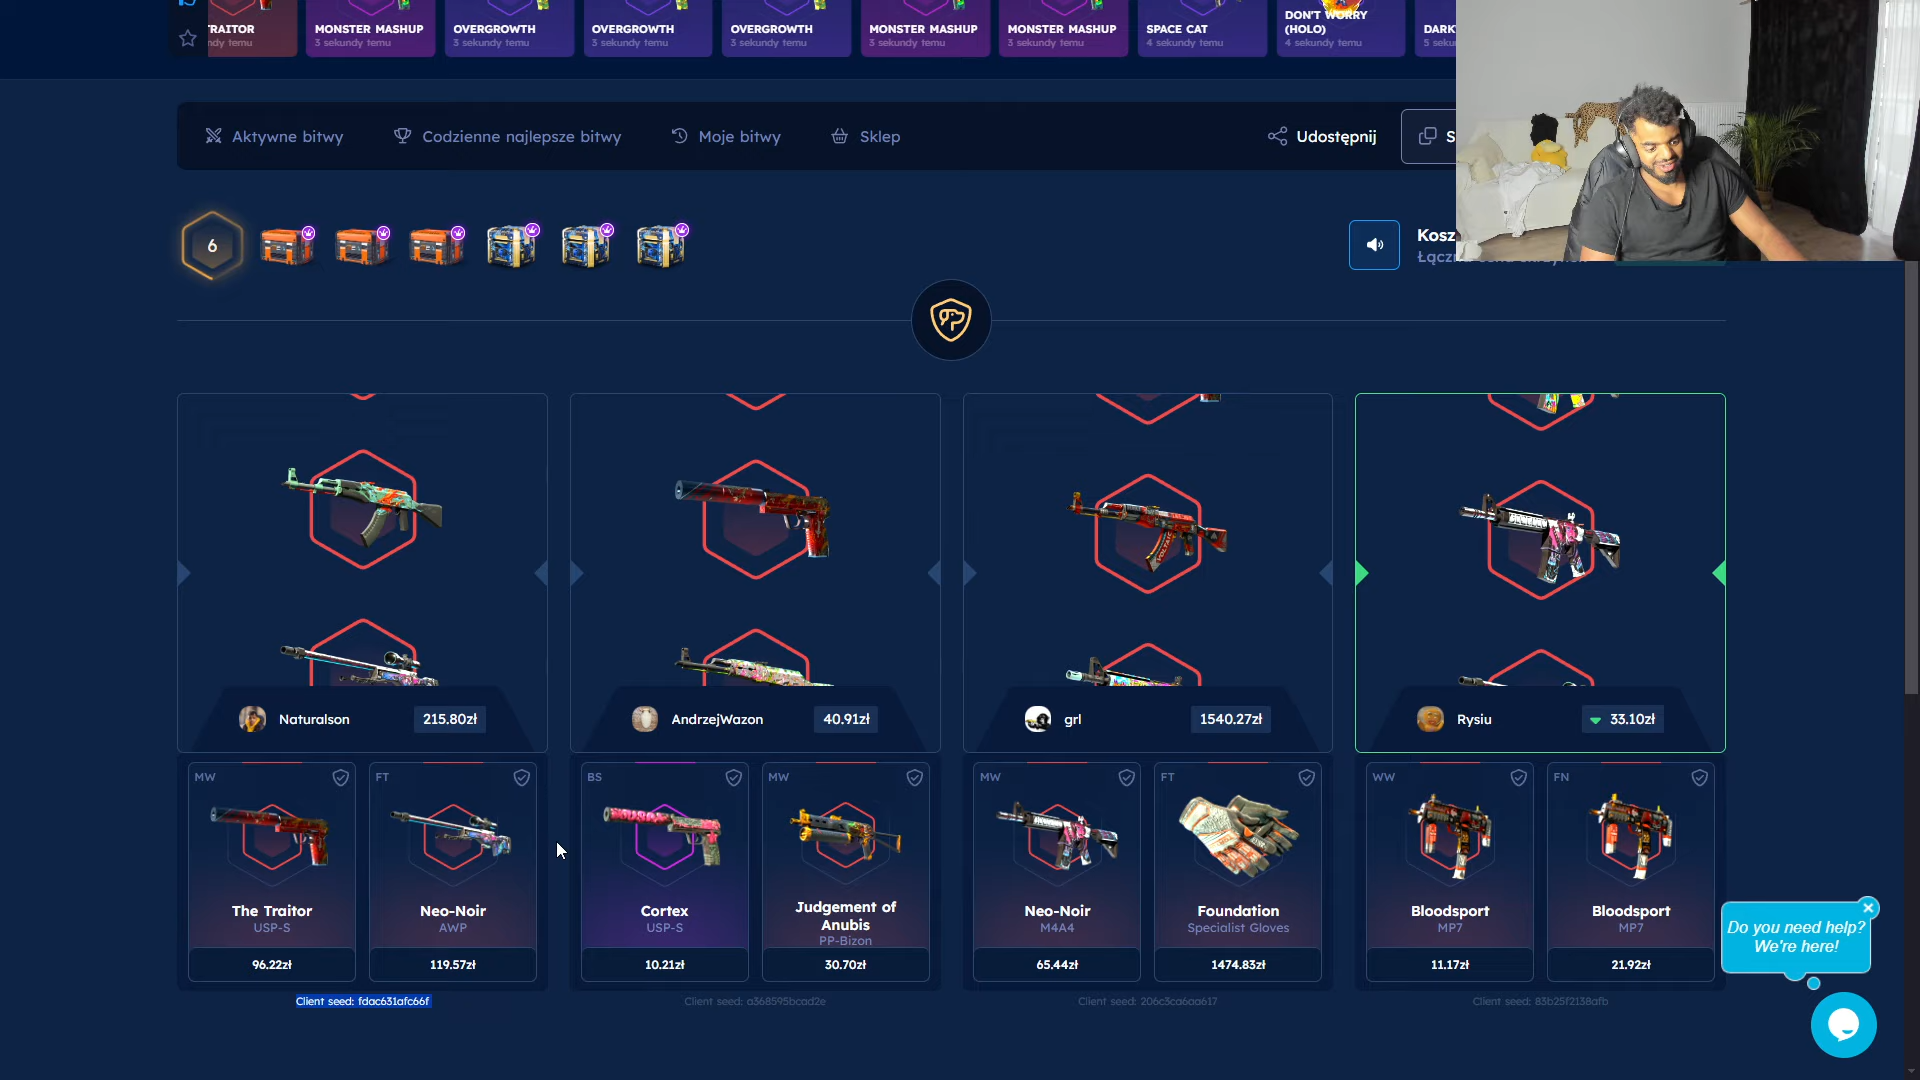 TRAITOR
ndy temu
MONSTER MASHUP
3 sekundy temu
OVERGROWTH
3 sekundy temu
OVERGROWTH
3 sekundy temu
OVERGROWTH
3 sekundy temu
MONSTER MASHUP
3 sekundy temu
MONSTER MASHUP
3 sekundy temu
SPACE CAT
4 sekundy temu
DON'T WORRY
(HOLO)
4 sekundy temu
DARK
5 seku
Aktywne bitwy
Codzienne najlepsze bitwy
Moje bitwy
Sklep
Udostępnij
S
6
Kosz
Naturalson
215.80zł
AndrzejWazon
40.91zł
grl
1540.27zł
Rysiu
33.10zł
MW
The Traitor
USP-S
96.22zł
FT
Neo-Noir
AWP
119.57zł
BS
Cortex
USP-S
10.21zł
MW
Judgement of
Anubis
PP-Bizon
30.70zł
MW
Neo-Noir
M4A4
65.44zł
FT
Foundation
Specialist Gloves
1474.83zł
WW
Bloodsport
MP7
11.17zł
FN
Bloodsport
MP7
21.92zł
Client seed: fdac631afc66f
Client seed: a368595bcad2e
Client seed: 206c3ca6aa617
Client seed: 83b25f2138afb
Do you need help?
We're here!